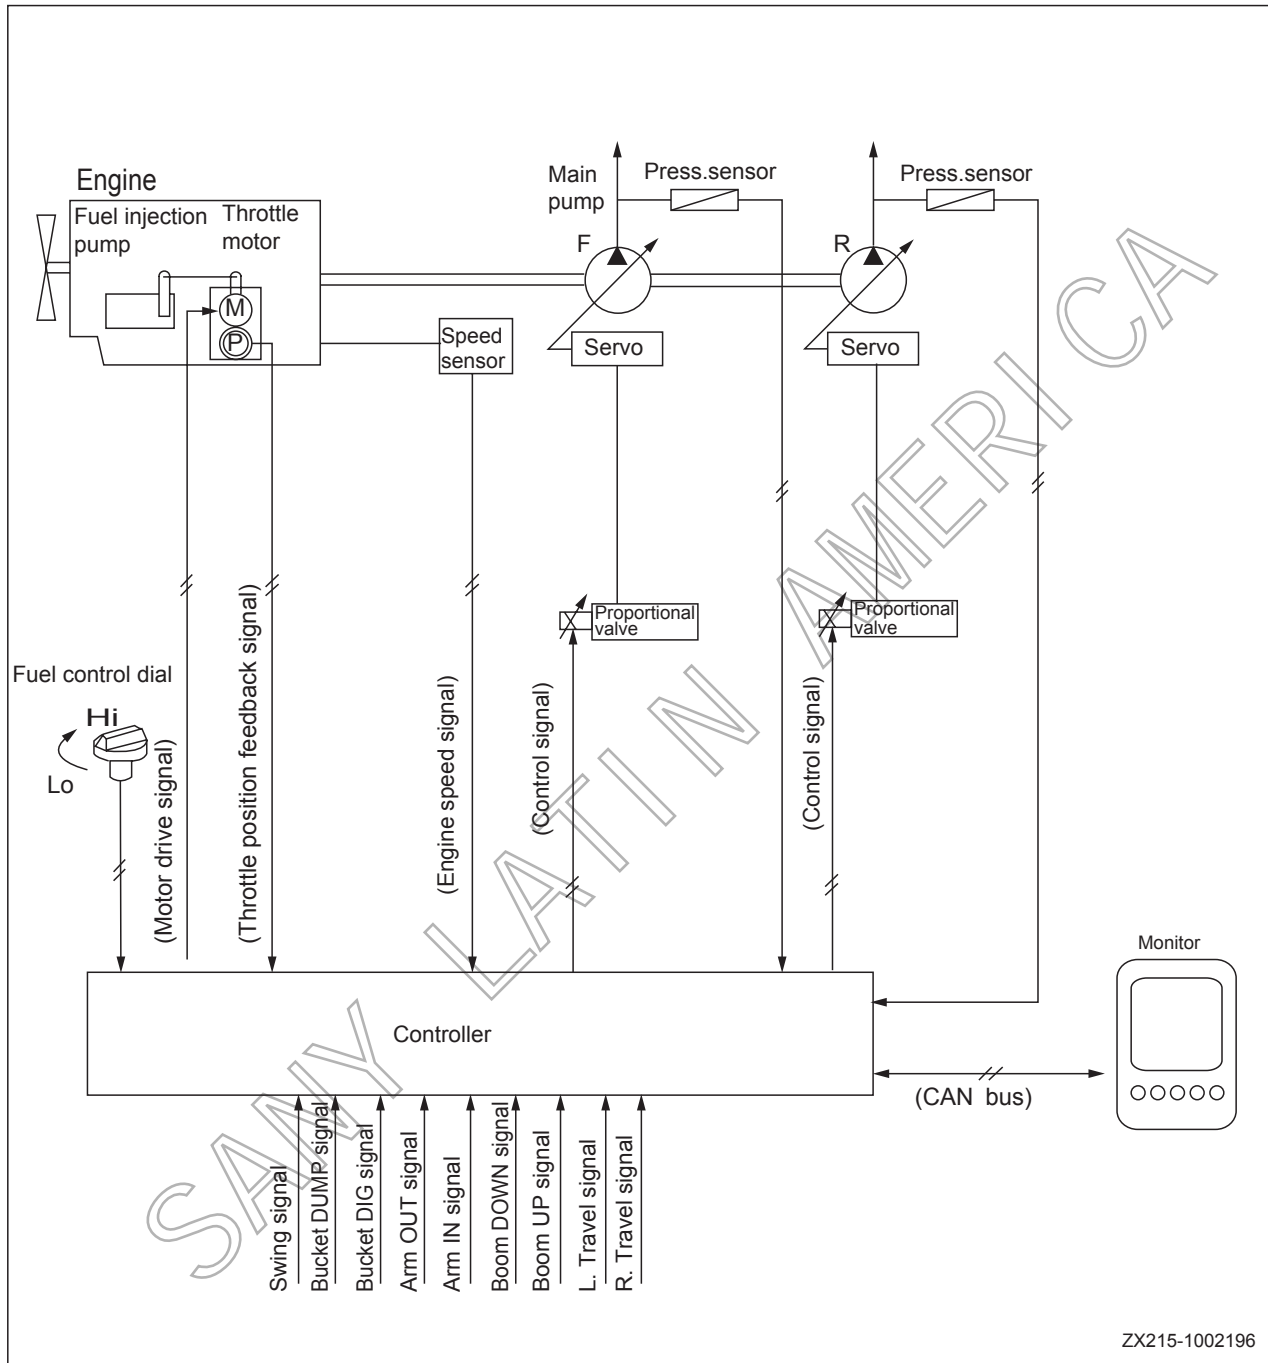 Engine
Fuel injection
pump
Throttle
motor
M
P
Main
pump
F
Press.sensor
R
Press.sensor
Speed
sensor
Servo
Servo
Proportional
valve
Proportional
valve
Fuel control dial
Hi
Lo
(Motor drive signal)
(Throttle position feedback signal)
(Engine speed signal)
(Control signal)
(Control signal)
Controller
Monitor
(CAN bus)
Swing signal
Bucket DUMP signal
Bucket DIG signal
Arm OUT signal
Arm IN signal
Boom DOWN signal
Boom UP signal
L. Travel signal
R. Travel signal
SANY LATIN AMERICA
ZX215-1002196